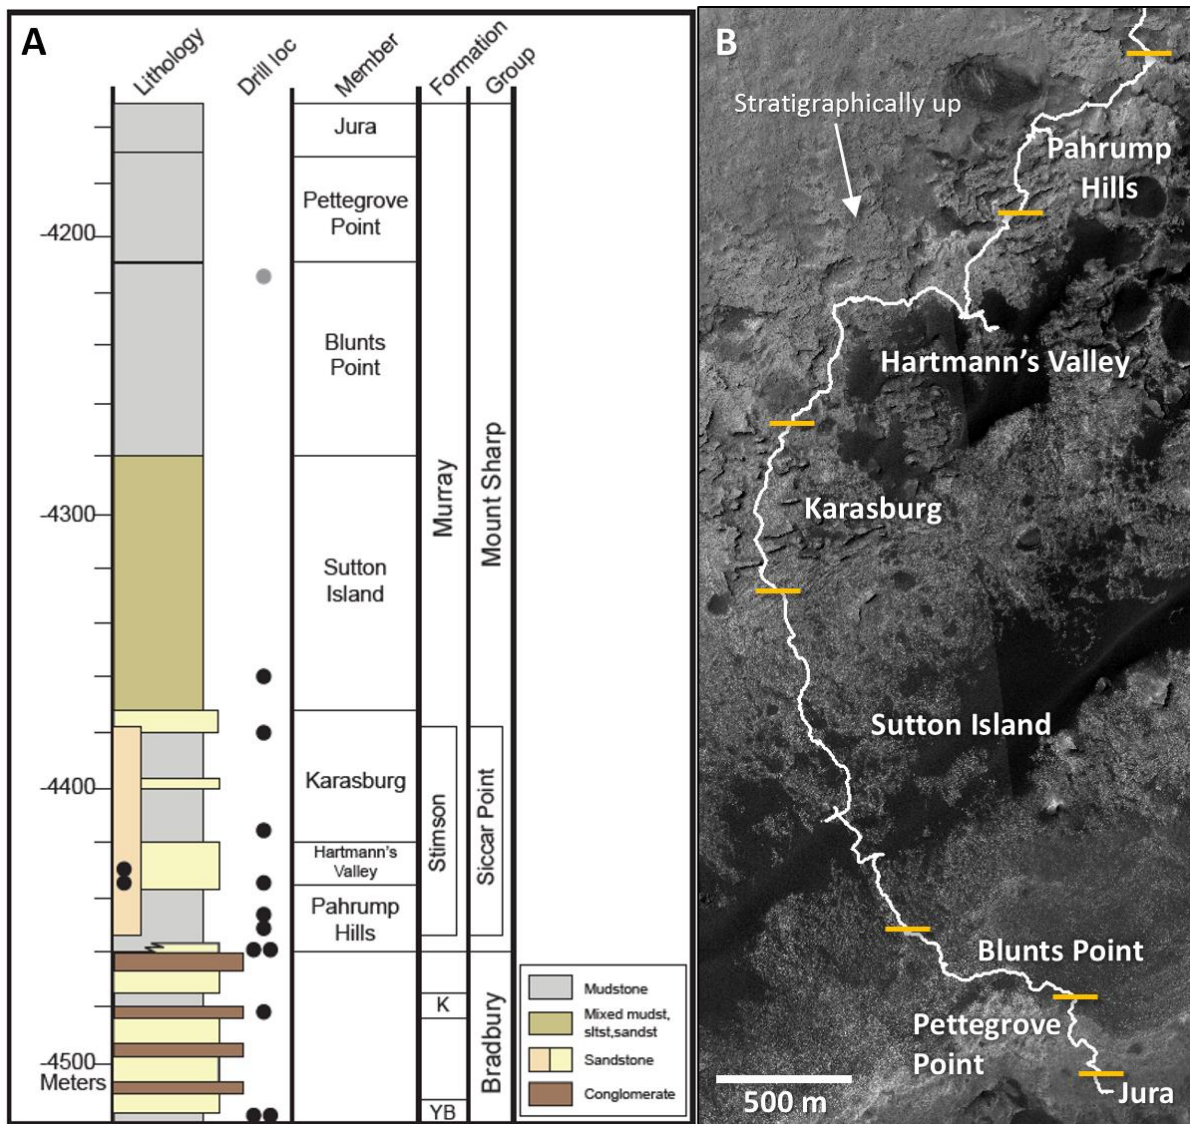 A
Lithology
Drill loc
Member
Formation
Group
Jura
Pettegrove
Point
-4200
Blunts
Point
Murray
Mount Sharp
-4300
Sutton
Island
Karasburg
-4400
Hartmann's
Valley
Stimson
Siccar Point
Pahrump
Hills
K
Bradbury
-4500
Meters
YB
Mudstone
Mixed mudst,
sltst,sandst
Sandstone
Conglomerate
B
Stratigraphically up
Pahrump
Hills
Hartmann's Valley
Karasburg
Sutton Island
Blunts Point
Pettegrove
Point
Jura
500 m